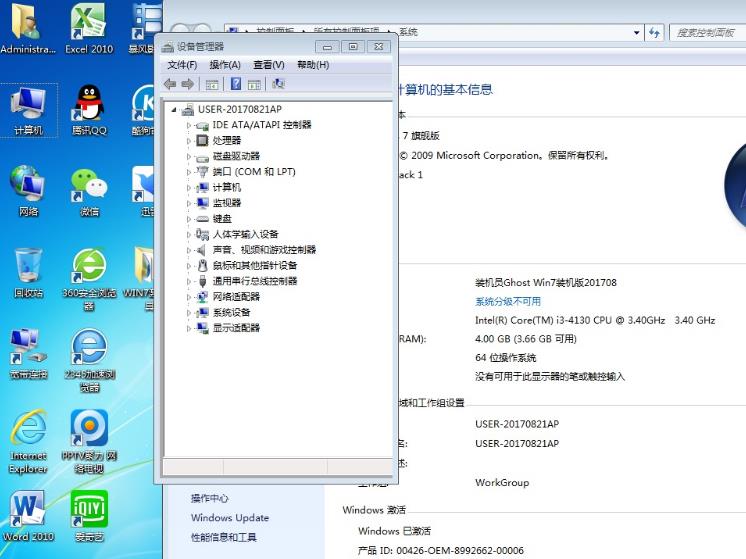 Administra...
Excel 2010
暴风影
计算机
腾讯QQ
酷狗
网络
微信
迅
回收站
360安全浏览
器
WIN7
宽带连接
2345加速浏
览器
Internet
Explorer
PPTV聚力 网
络电视
Word 2010
爱奇艺
控制面板
所有控制面板项
系统
搜索控制面板
设备管理器
文件(F) 操作(A) 查看(V) 帮助(H)
USER-20170821AP
IDE ATA/ATAPI 控制器
处理器
磁盘驱动器
端口 (COM 和 LPT)
计算机
监视器
键盘
人体学输入设备
声音、视频和游戏控制器
鼠标和其他指针设备
通用串行总线控制器
网络适配器
系统设备
显示适配器
计算机的基本信息
本
7 旗舰版
© 2009 Microsoft Corporation。保留所有权利。
ack 1
装机员Ghost Win7装机版201708
系统分级不可用
Intel(R) Core(TM) i3-4130 CPU @ 3.40GHz 3.40 GHz
RAM):
4.00 GB (3.66 GB 可用)
64 位操作系统
没有可用于此显示器的笔或触控输入
域和工作组设置
USER-20170821AP
名:
USER-20170821AP
述:
WorkGroup
Windows 激活
Windows 已激活
产品 ID: 00426-OEM-8992662-00006
操作中心
Windows Update
性能信息和工具
iQIYI